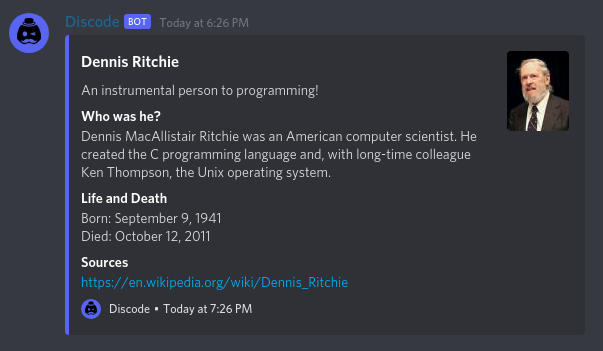 Discode BOT Today at 6:26 PM
Dennis Ritchie
An instrumental person to programming!
Who was he?
Dennis MacAllistair Ritchie was an American computer scientist. He
created the C programming language and, with long-time colleague
Ken Thompson, the Unix operating system.
Life and Death
Born: September 9, 1941
Died: October 12, 2011
Sources
https://en.wikipedia.org/wiki/Dennis_Ritchie
Discode • Today at 7:26 PM